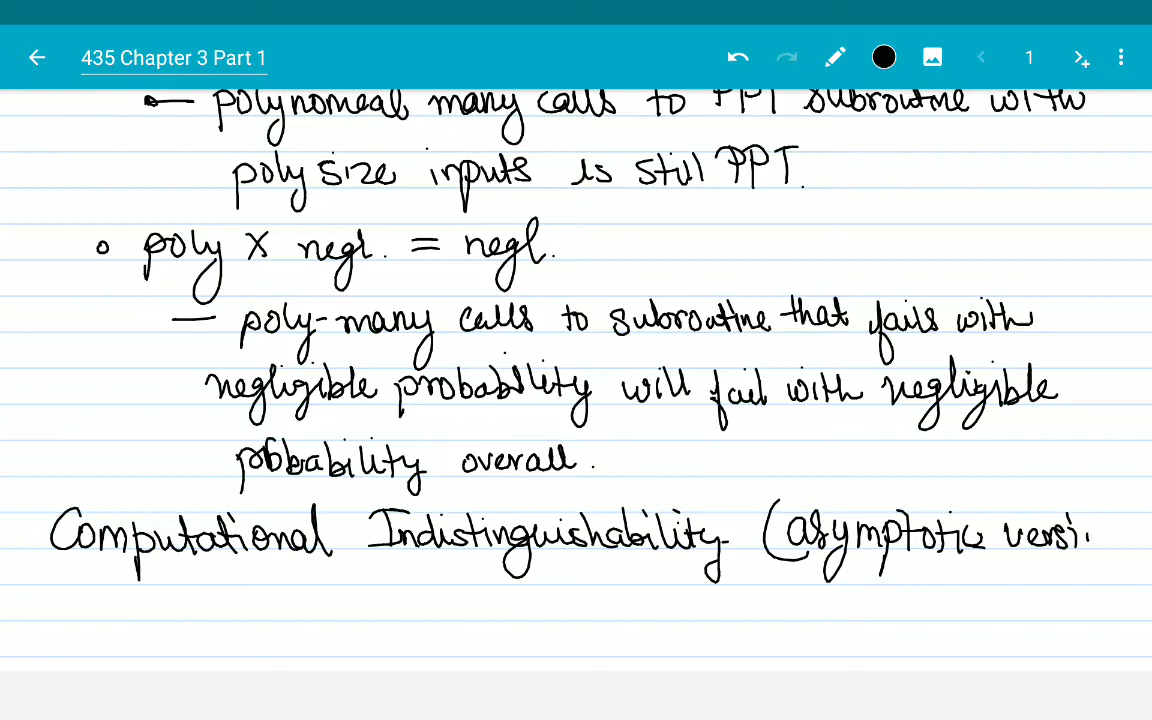 435 Chapter 3 Part 1
1
polynomeal many calls to PPT subroutine with
poly size inputs is still PPT.
poly X negl. = negl.
— poly-many calls to subroutine that fails with
negligible probability will fail with negligible
probability overall.
Computational Indistinguishability (asymptotic versi